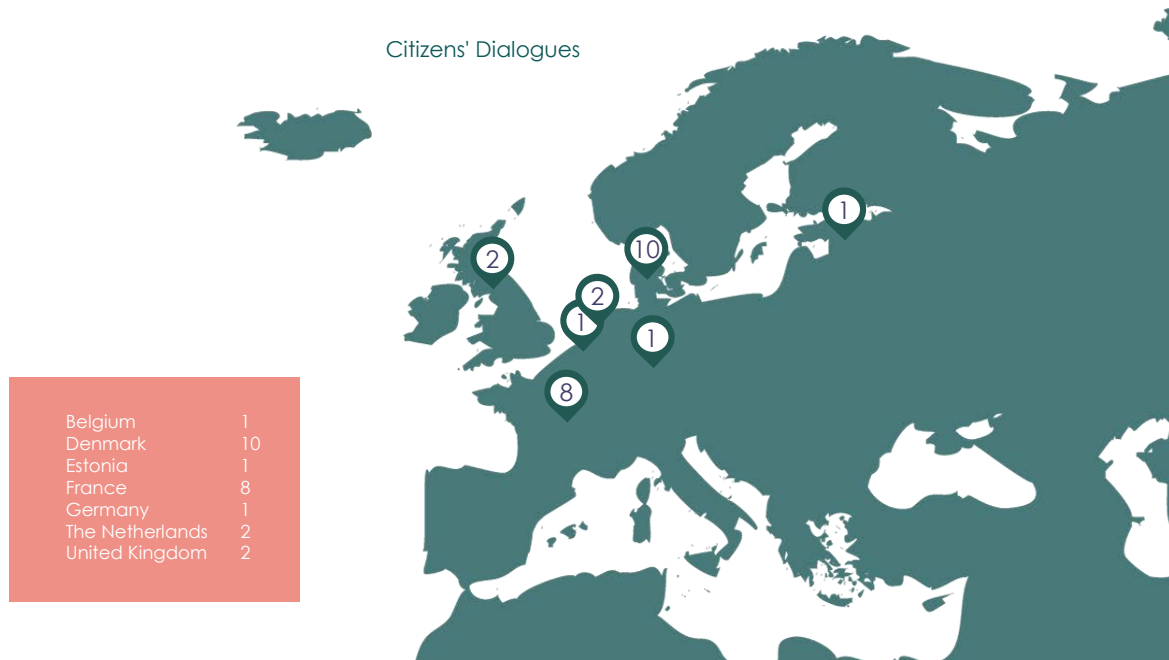 Citizens' Dialogues
1
2
10
2
1
1
8
Belgium 1
Denmark 10
Estonia 1
France 8
Germany 1
The Netherlands 2
United Kingdom 2